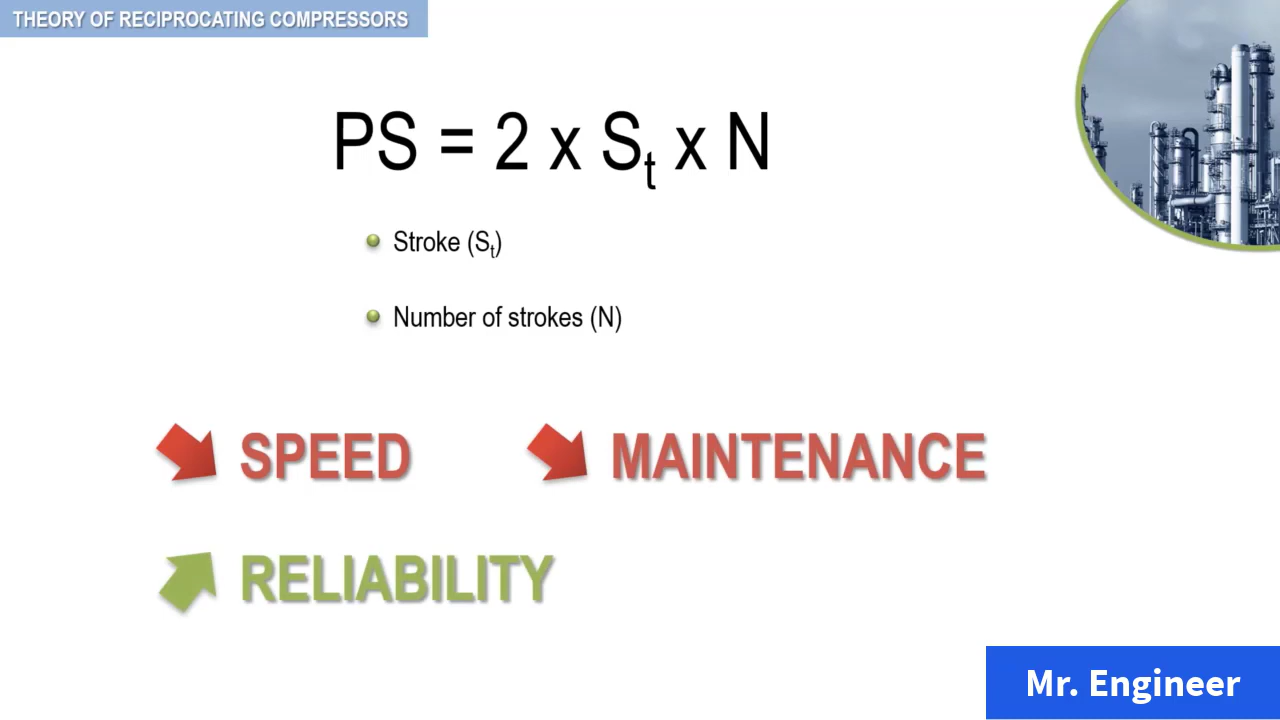 THEORY OF RECIPROCATING COMPRESSORS
PS = 2 x Sₜ x N
Stroke (Sₜ)
Number of strokes (N)
SPEED
MAINTENANCE
RELIABILITY
Mr. Engineer